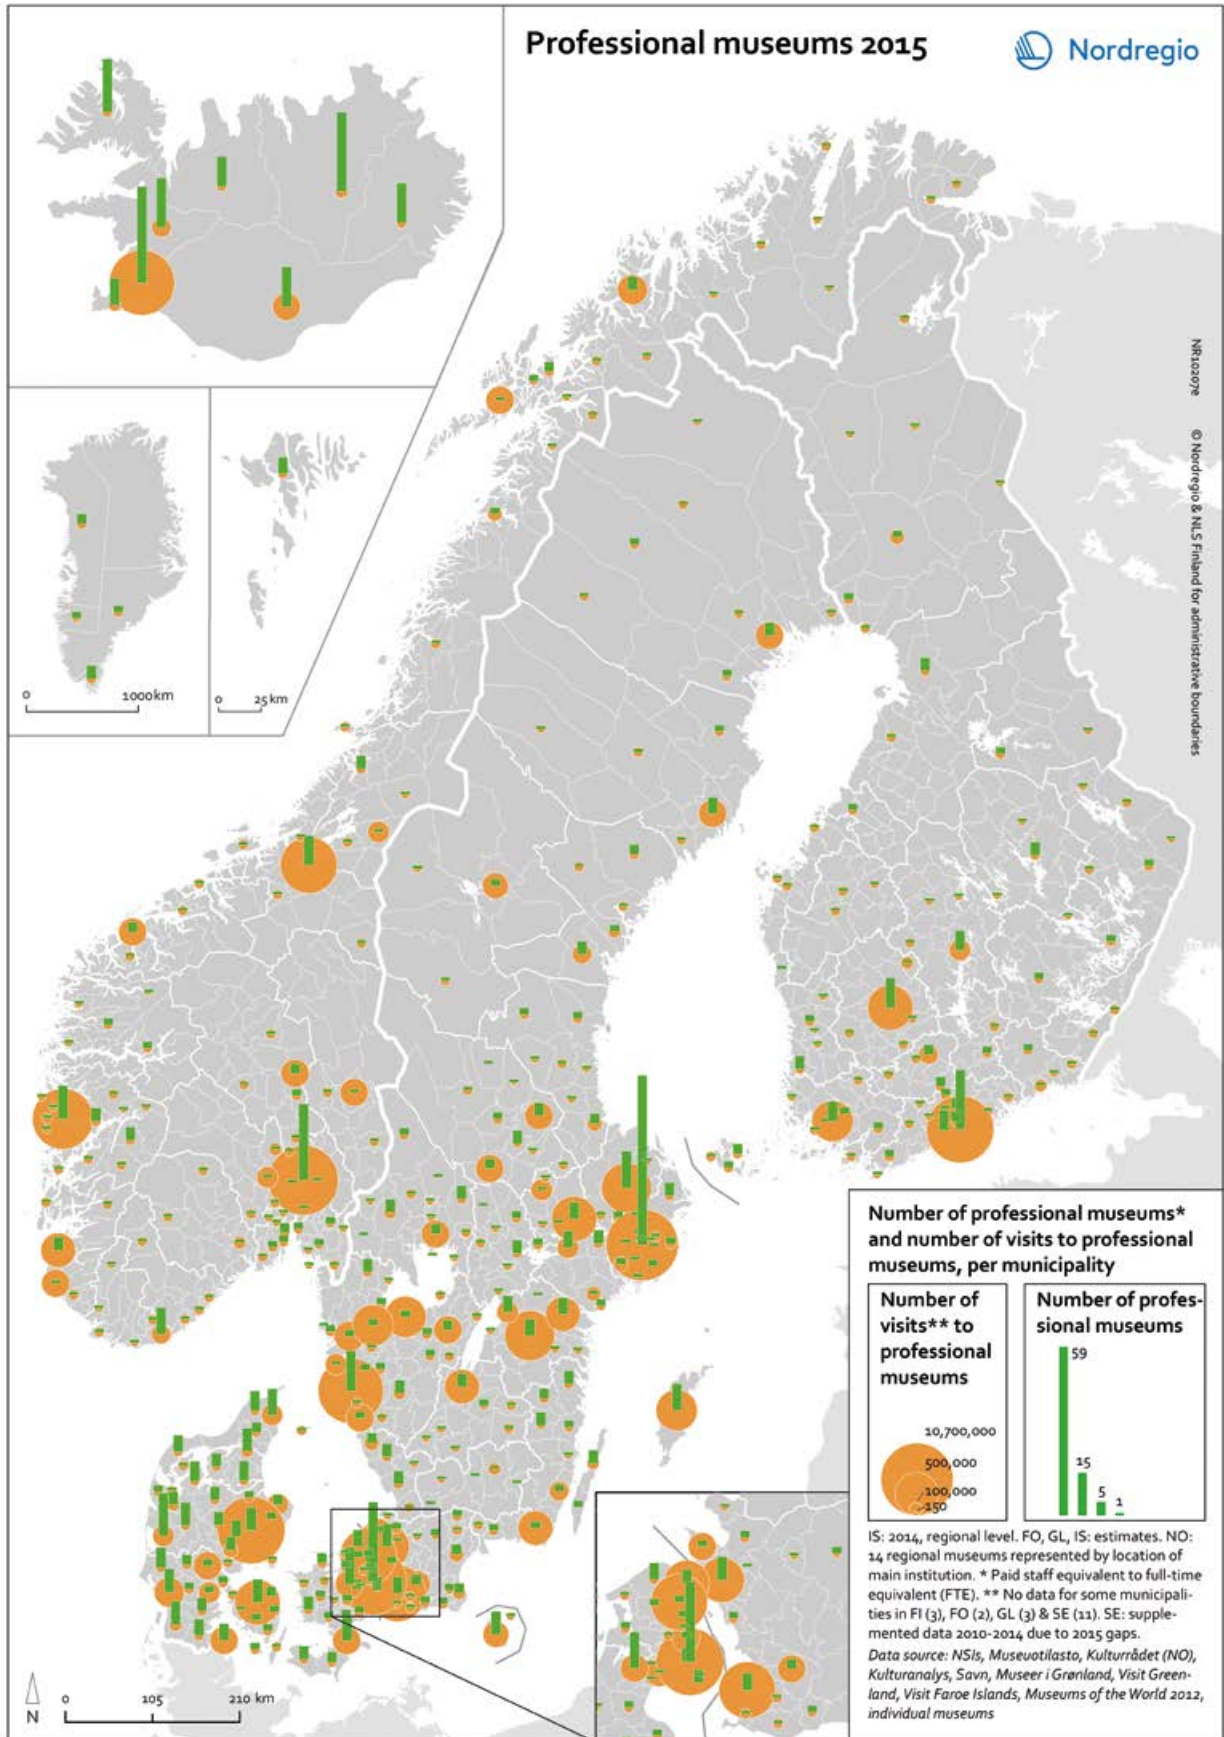 Professional museums 2015
Nordregio
NR10207e
© Nordregio & NLS Finland for administrative boundaries
0
1000km
0
25km
Number of professional museums*
and number of visits to professional
museums, per municipality
Number of
visits** to
professional
museums
10,700,000
500,000
100,000
150
Number of profes-
sional museums
59
15
5
1
IS: 2014, regional level. FO, GL, IS: estimates. NO:
14 regional museums represented by location of
main institution. * Paid staff equivalent to full-time
equivalent (FTE). ** No data for some municipali-
ties in FI (3), FO (2), GL (3) & SE (11). SE: supple-
mented data 2010-2014 due to 2015 gaps.
Data source: NSIs, Museuotilasto, Kulturrådet (NO),
Kulturanalys, Savn, Museer i Grønland, Visit Green-
land, Visit Faroe Islands, Museums of the World 2012,
individual museums
N
0
105
210 km